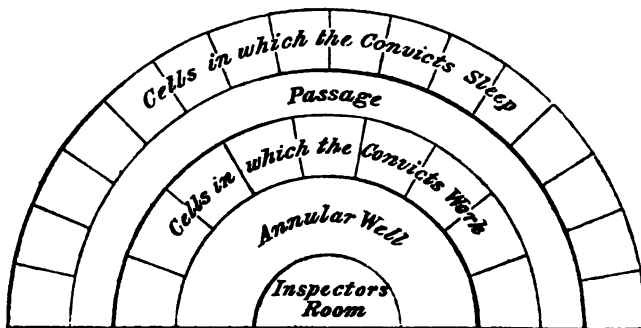 Cells in which the Convicts Sleep
Passage
Cells in which the Convicts Work
Annular Well
Inspectors
Room